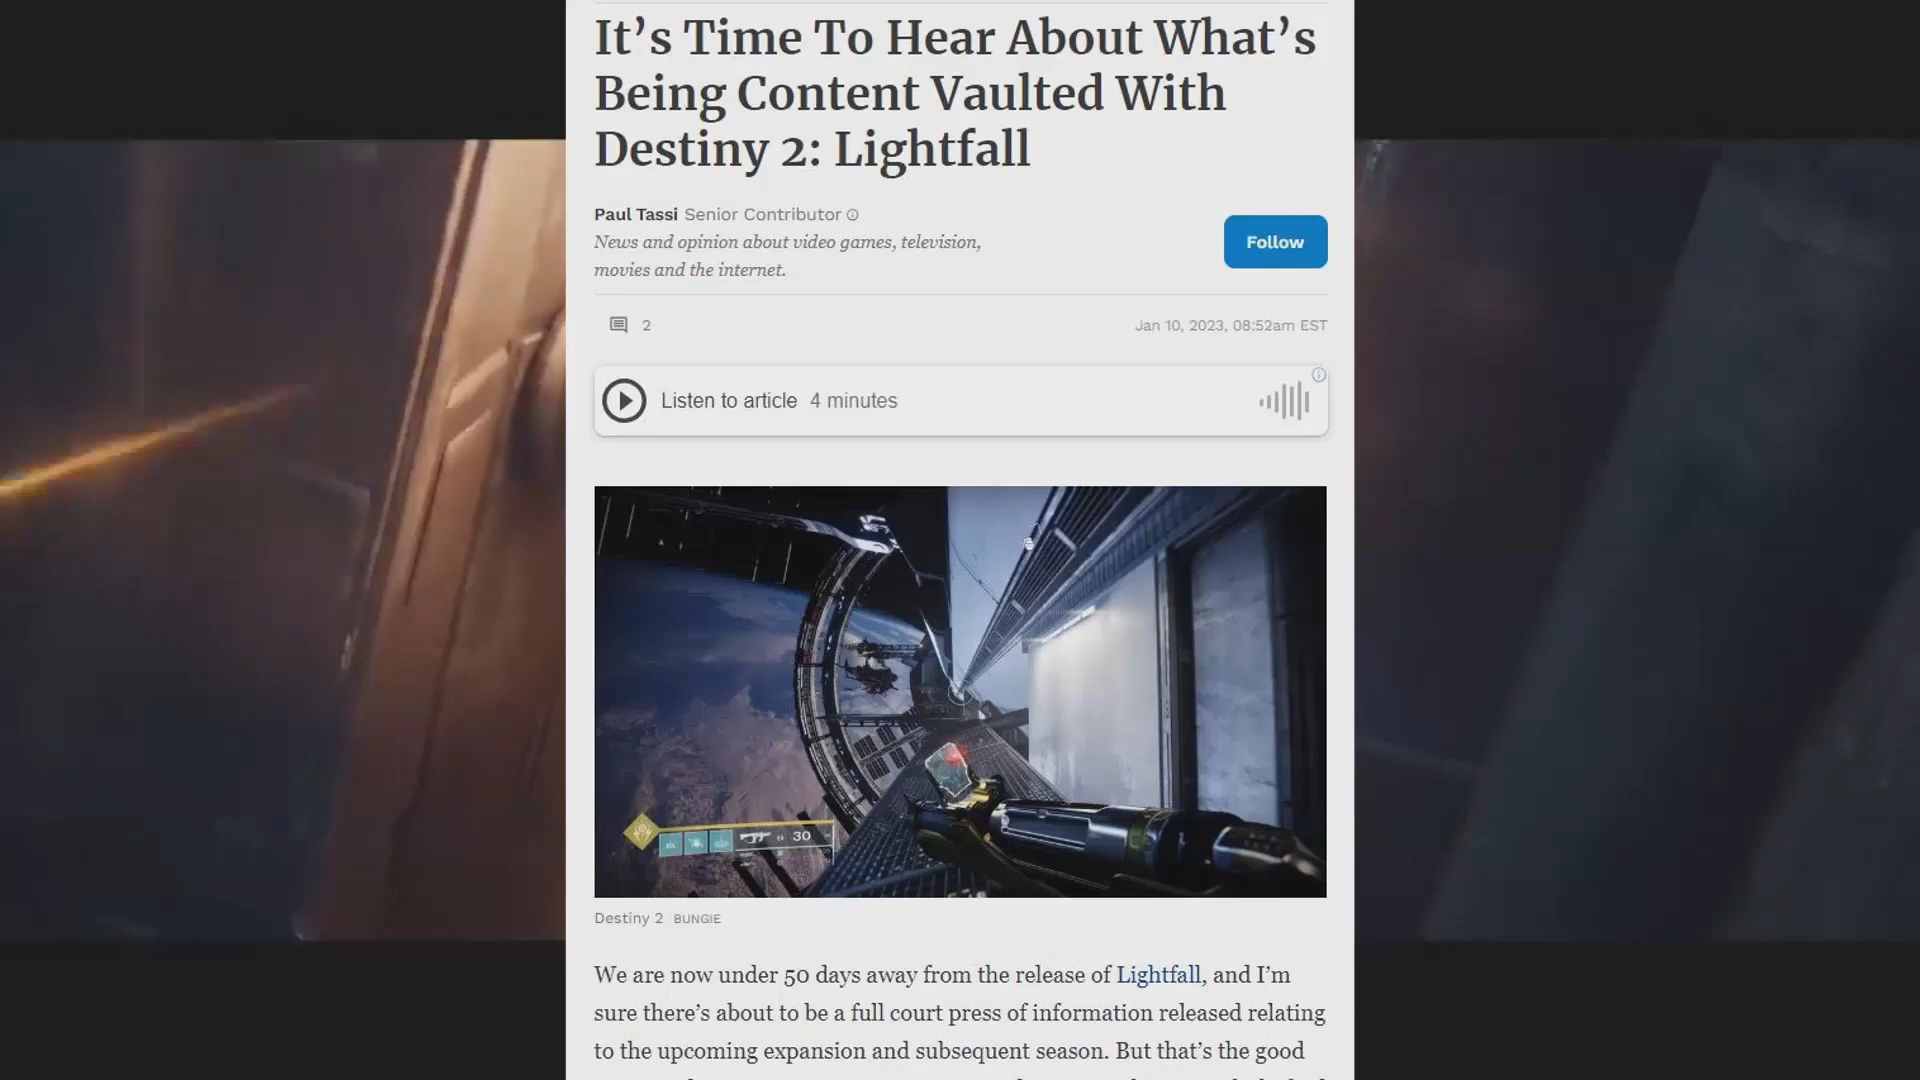 It's Time To Hear About What's
Being Content Vaulted With
Destiny 2: Lightfall
Paul Tassi Senior Contributor
News and opinion about video games, television,
movies and the internet.
Follow
2
Jan 10, 2023, 08:52am EST
Listen to article 4 minutes
30
Destiny 2 BUNGIE
We are now under 50 days away from the release of Lightfall, and I'm
sure there's about to be a full court press of information released relating
to the upcoming expansion and subsequent season. But that's the good